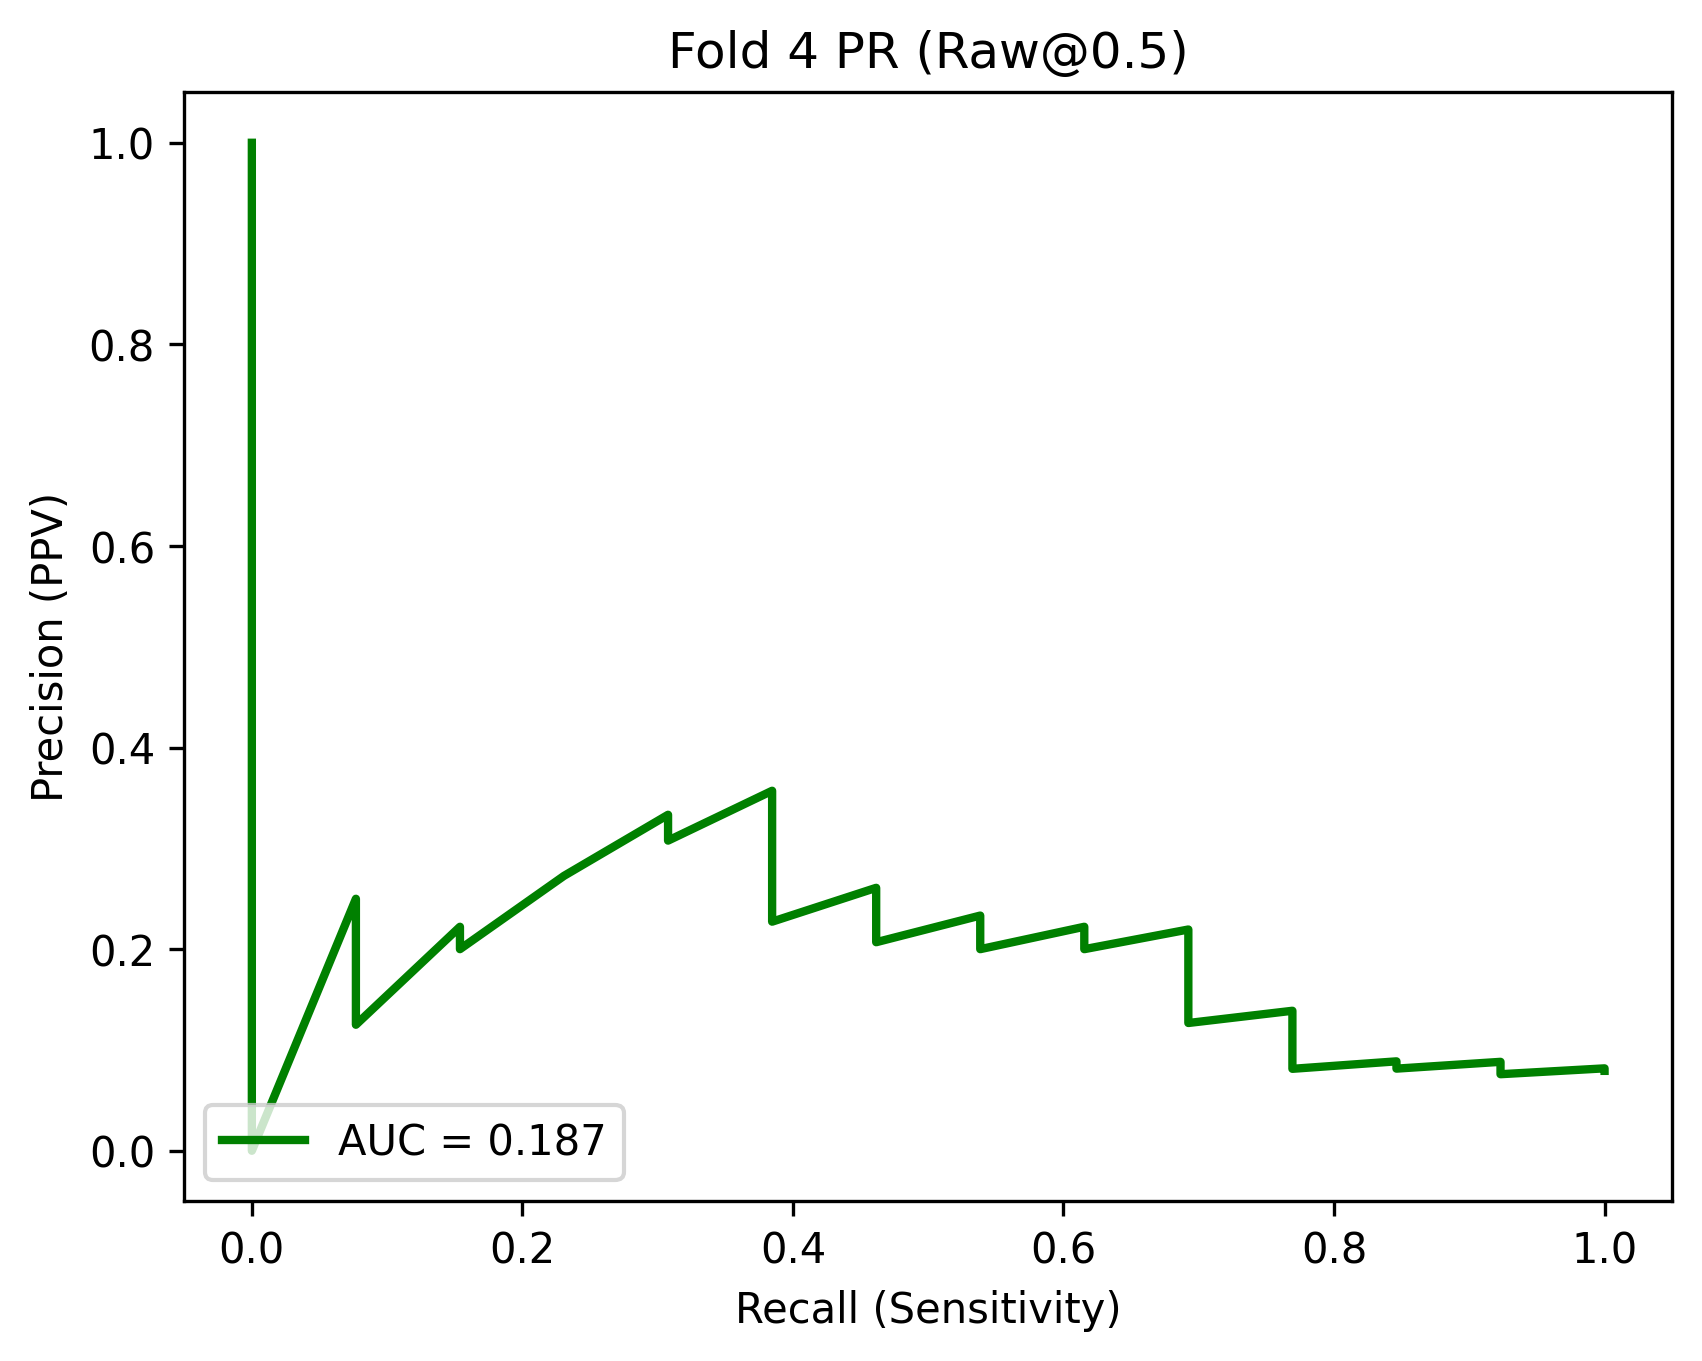 Fold 4 PR (Raw@0.5)
1.0
0.8
0.6
0.4
0.2
0.0
Precision (PPV)
AUC = 0.187
0.0 0.2 0.4 0.6 0.8 1.0
Recall (Sensitivity)